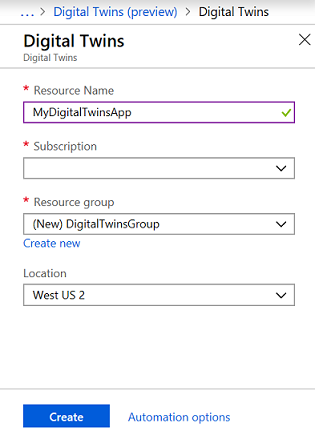 ... > Digital Twins (preview) > Digital Twins
Digital Twins
Digital Twins
* Resource Name
MyDigitalTwinsApp
* Subscription
* Resource group
(New) DigitalTwinsGroup
Create new
Location
West US 2
Create Automation options